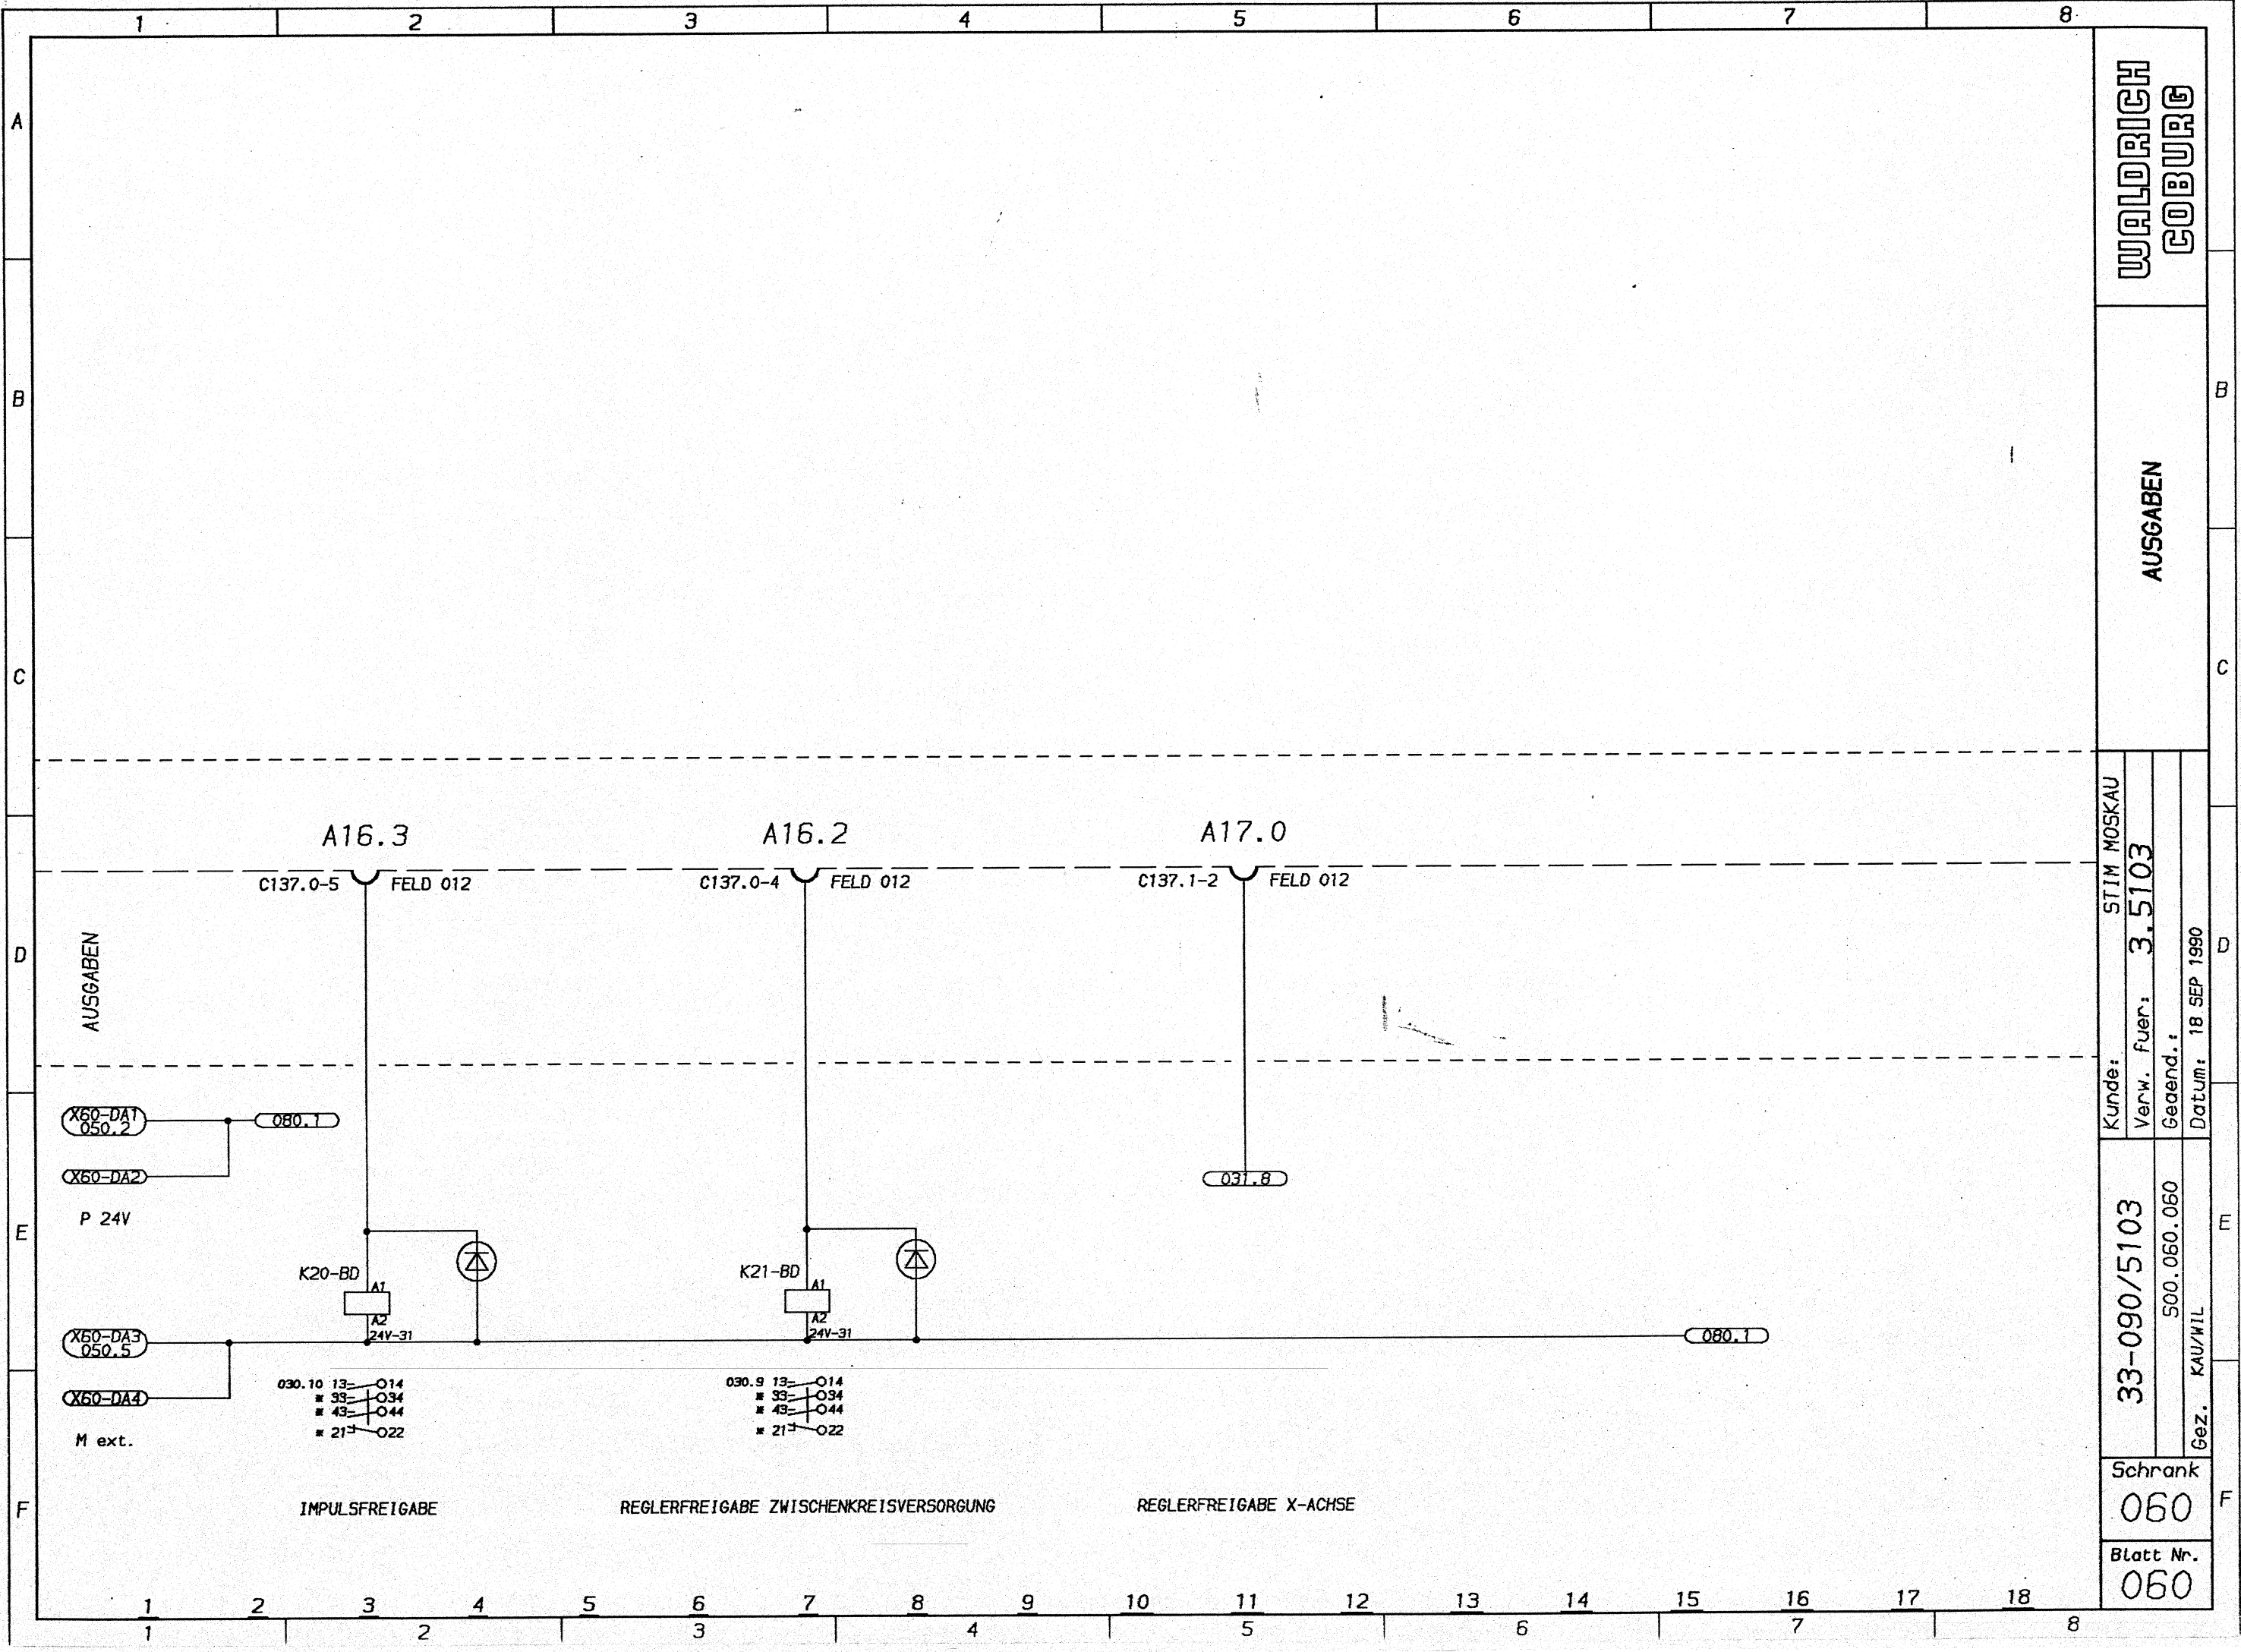 1 2 3 4 5 6 7 8
A
B
C
D
E
F
B
C
D
E
F
WALDRICH
COBURG
AUSGABEN
Kunde: STIM MOSKAU
Verw. fuer: 3.5103
Geaend.:
Datum: 18 SEP 1990
33-090/5103
S00.060.060
Gez. KAU/WIL
Schrank
060
Blatt Nr.
060
A16.3 A16.2 A17.0
C137.0-5 FELD 012 C137.0-4 FELD 012 C137.1-2 FELD 012
AUSGABEN
X60-DA1
050.2
080.1
X60-DA2
P 24V
031.8
K20-BD
A1
A2
24V-31
K21-BD
A1
A2
24V-31
X60-DA3
050.5
080.1
X60-DA4
M ext.
030.10 13 14
* 33 34
* 43 44
* 21 22
030.9 13 14
* 33 34
* 43 44
* 21 22
IMPULSFREIGABE REGLERFREIGABE ZWISCHENKREISVERSORGUNG REGLERFREIGABE X-ACHSE
1 2 3 4 5 6 7 8 9 10 11 12 13 14 15 16 17 18
1 2 3 4 5 6 7 8